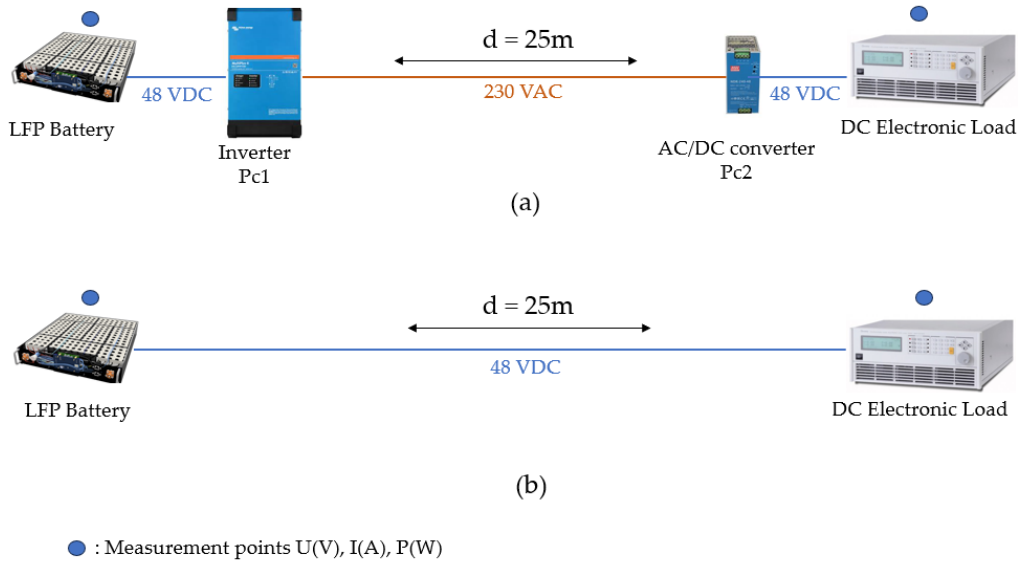 d = 25m
48 VDC
230 VAC
48 VDC
LFP Battery
Inverter
Pc1
AC/DC converter
Pc2
DC Electronic Load
(a)
d = 25m
48 VDC
LFP Battery
DC Electronic Load
(b)
: Measurement points U(V), I(A), P(W)